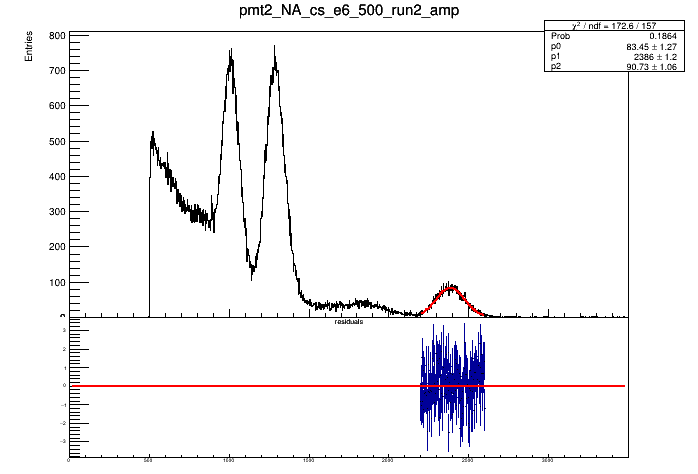 pmt2_NA_cs_e6_500_run2_amp
χ² / ndf = 172.6 / 157
Prob 0.1864
p0 83.45 ± 1.27
p1 2386 ± 1.2
p2 90.73 ± 1.06
Entries
800
700
600
500
400
300
200
100
0
residuals
3
2
1
0
−1
−2
−3
0 500 1000 1500 2000 2500 3000